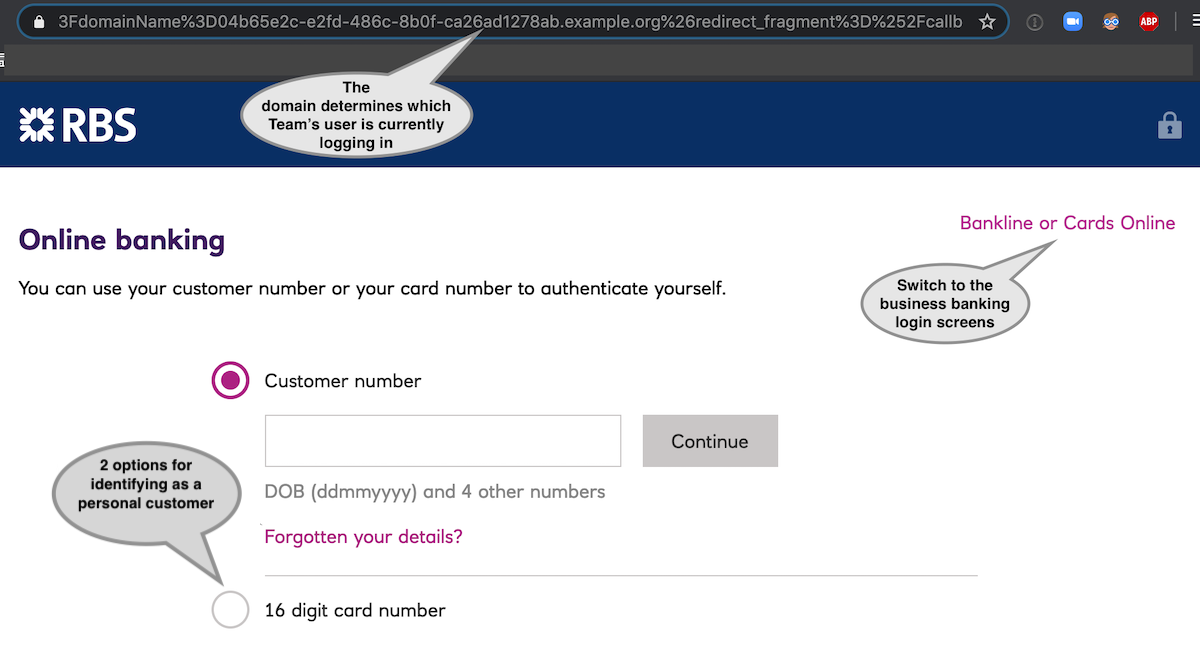 3FdomainName%3D04b65e2c-e2fd-486c-8b0f-ca26ad1278ab.example.org%26redirect_fragment%3D%252Fcallb
ABP
The
domain determines which
Team's user is currently
logging in
RBS
Bankline or Cards Online
Online banking
Switch to the
business banking
login screens
You can use your customer number or your card number to authenticate yourself.
Customer number
Continue
2 options for
identifying as a
personal customer
DOB (ddmmyyyy) and 4 other numbers
Forgotten your details?
16 digit card number